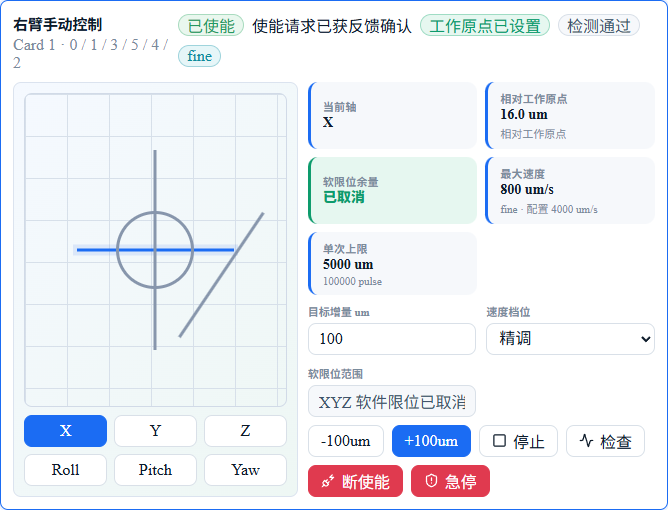 右臂手动控制
Card 1 · 0 / 1 / 3 / 5 / 4 /
2
已使能 使能请求已获反馈确认 工作原点已设置 检测通过
fine
当前轴
X
相对工作原点
16.0 um
相对工作原点
软限位余量
已取消
最大速度
800 um/s
fine · 配置 4000 um/s
单次上限
5000 um
100000 pulse
目标增量 um
100
速度档位
精调
软限位范围
XYZ 软件限位已取消
X Y Z
Roll Pitch Yaw
-100um +100um 停止 检查
断使能 急停